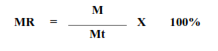 M
MR = ———— X 100%
Mt